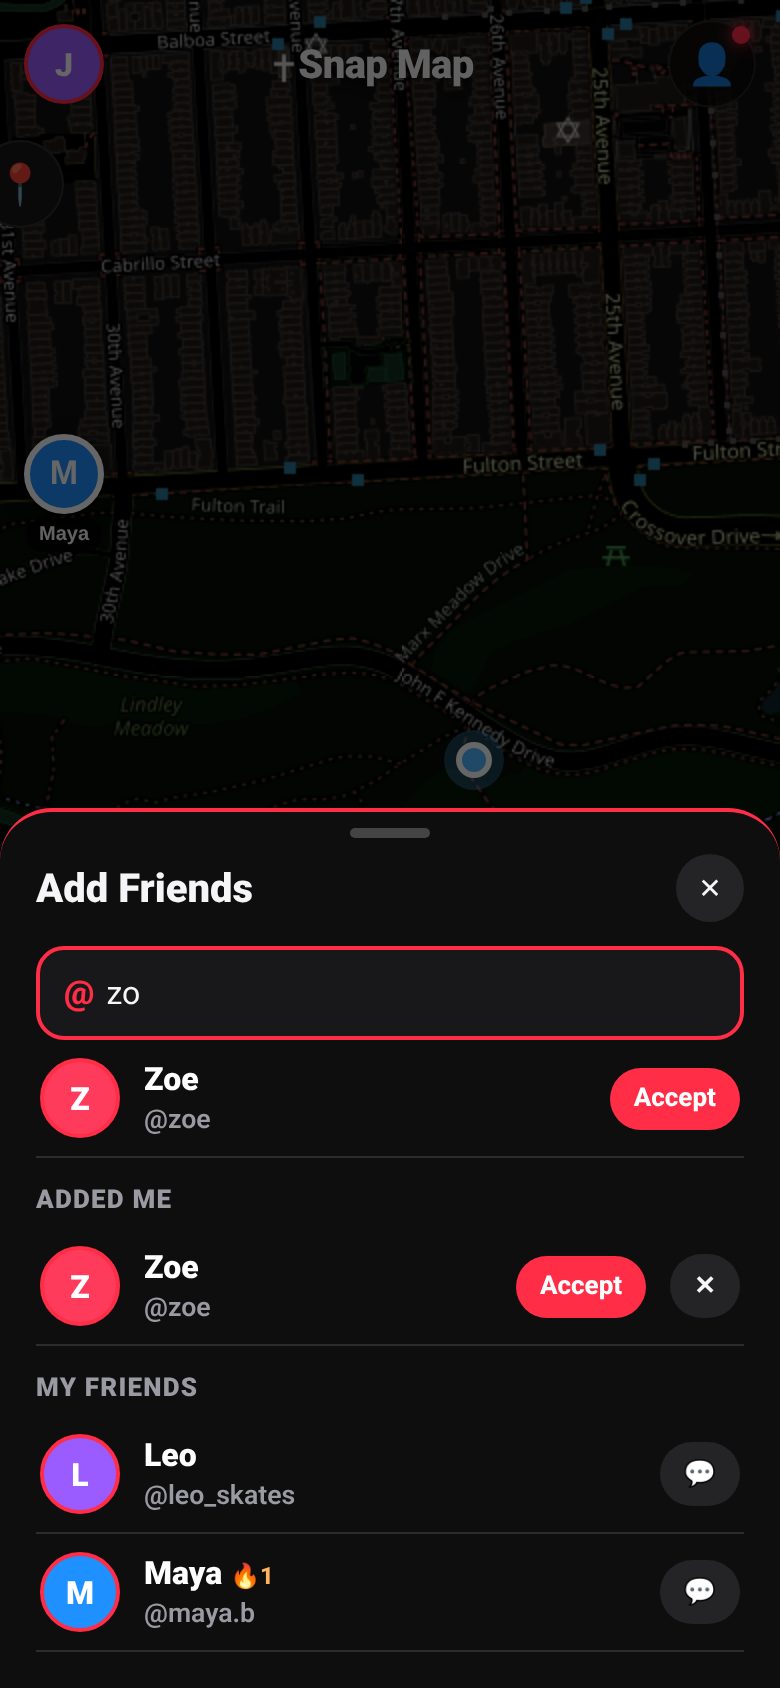 Balboa Street
J
Snap Map
26th Avenue
25th Avenue
Cabrillo Street
30th Avenue
25th Avenue
M
Maya
Fulton Street
Fulton Trail
Crossover Drive
30th Avenue
Marx Meadow Drive
John F Kennedy Drive
Lindley
Meadow
Add Friends
✕
@ zo
Z
Zoe
@zoe
Accept
ADDED ME
Z
Zoe
@zoe
Accept
✕
MY FRIENDS
L
Leo
@leo_skates
M
Maya 🔥1
@maya.b